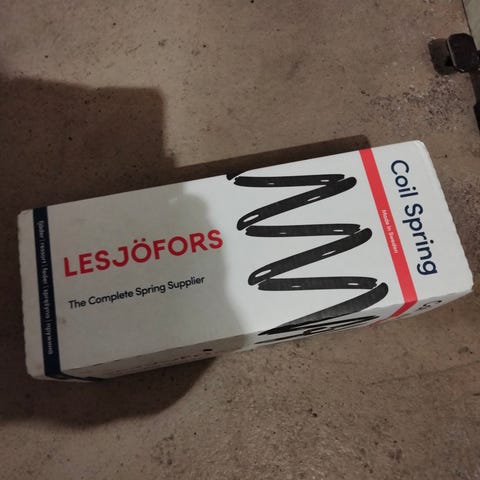 LESJÖFORS
The Complete Spring Supplier
Coil Spring
Made in Sweden